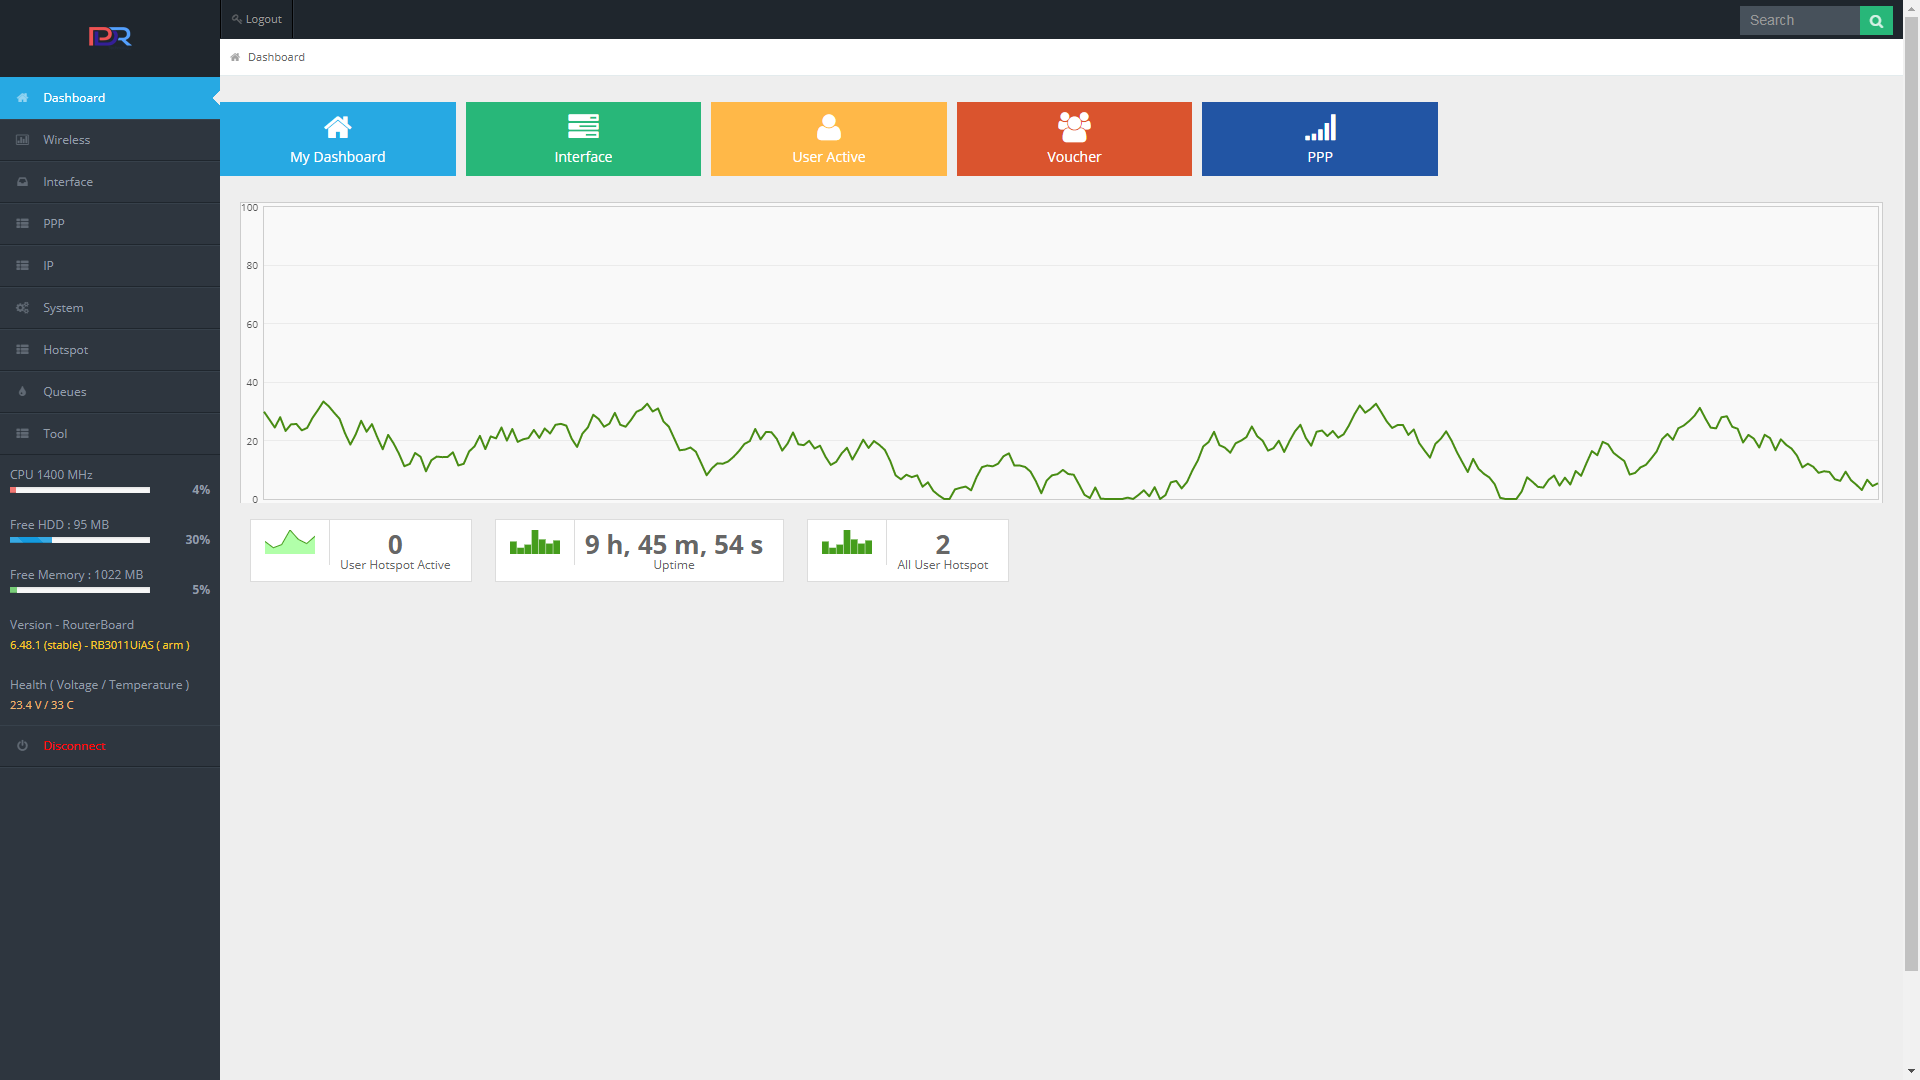 PDR
Logout
Search
Dashboard
Dashboard
Wireless
Interface
PPP
IP
System
Hotspot
Queues
Tool
CPU 1400 MHz
4%
Free HDD : 95 MB
30%
Free Memory : 1022 MB
5%
Version - RouterBoard
6.48.1 (stable) - RB3011UiAS ( arm )
Health ( Voltage / Temperature )
23.4 V / 33 C
Disconnect
My Dashboard
Interface
User Active
Voucher
PPP
100
80
60
40
20
0
0
User Hotspot Active
9 h, 45 m, 54 s
Uptime
2
All User Hotspot